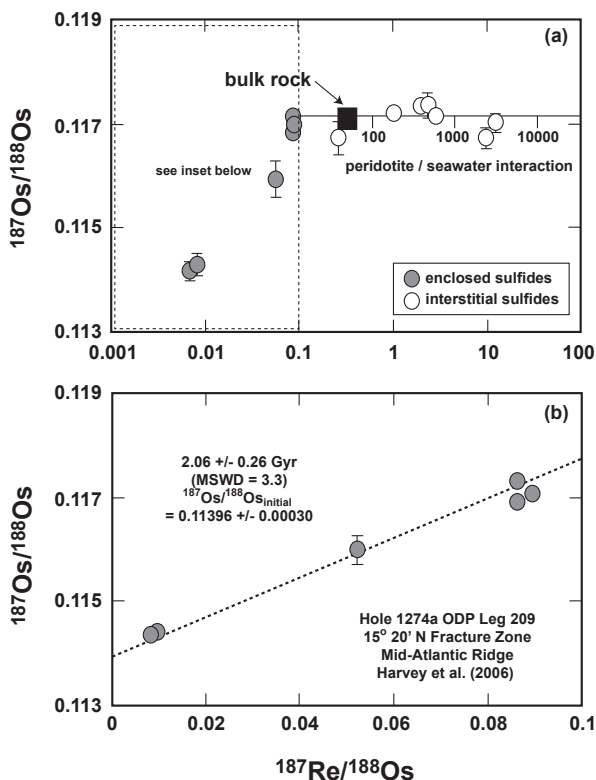 0.119
(a)
bulk rock
0.117
100
1000
10000
see inset below
peridotite / seawater interaction
187Os/188Os
0.115
enclosed sulfides
interstitial sulfides
0.113
0.001
0.01
0.1
1
10
100
0.119
(b)
2.06 +/- 0.26 Gyr
(MSWD = 3.3)
187Os/188Osinitial
= 0.11396 +/- 0.00030
0.117
187Os/188Os
0.115
Hole 1274a ODP Leg 209
15° 20' N Fracture Zone
Mid-Atlantic Ridge
Harvey et al. (2006)
0.113
0
0.02
0.04
0.06
0.08
0.1
187Re/188Os